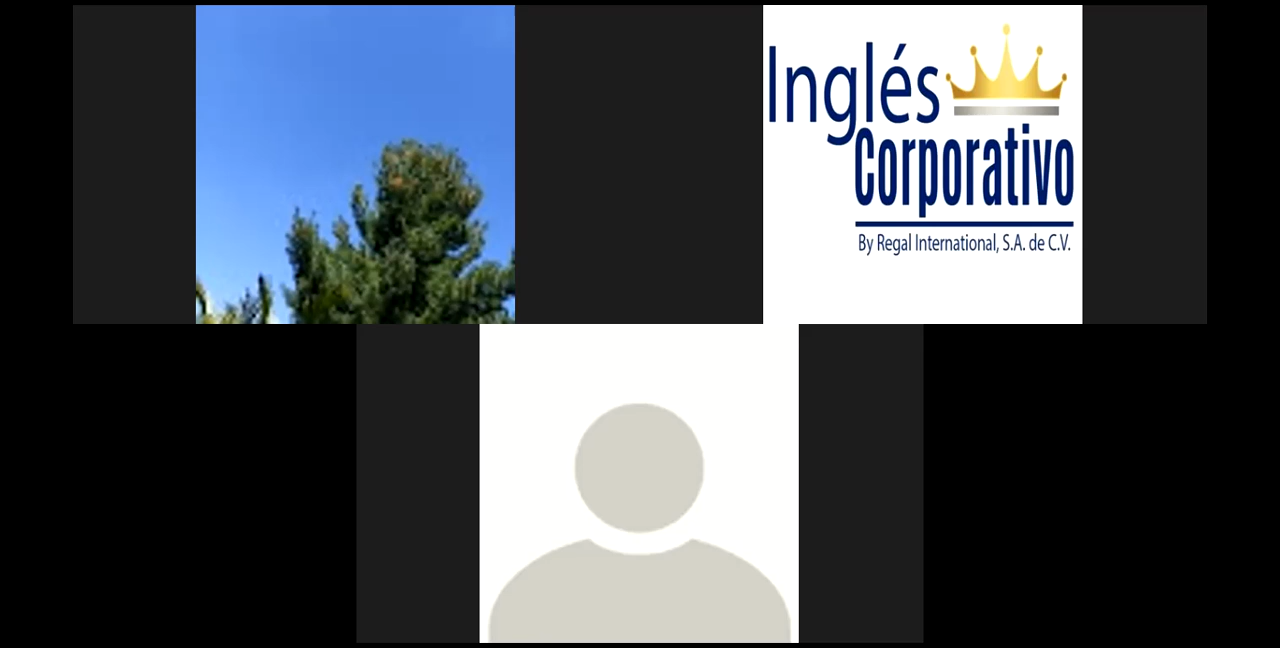 Inglés
Corporativo
By Regal International, S.A. de C.V.